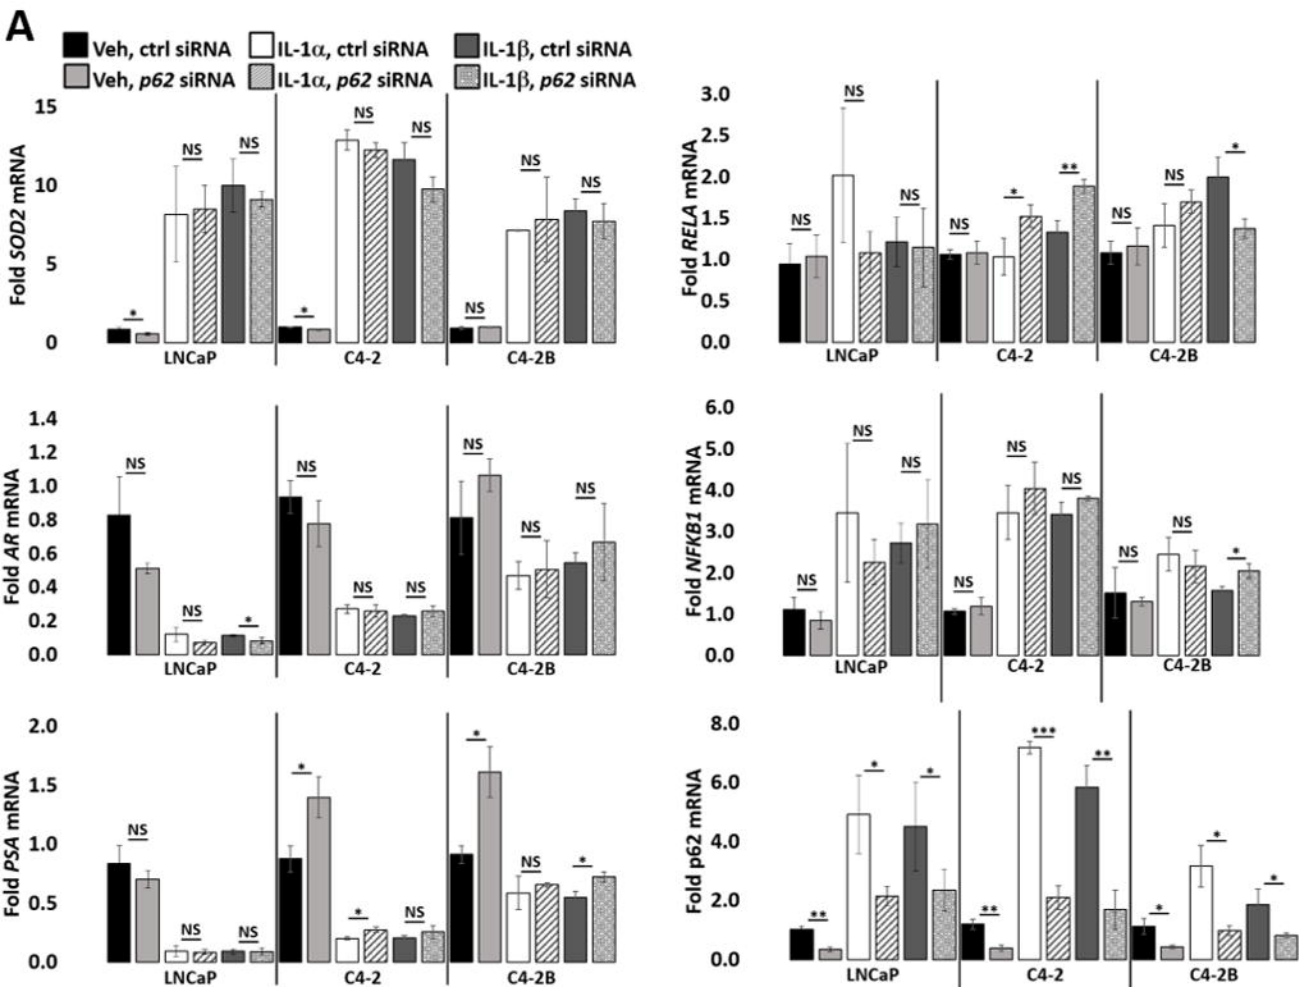 A
Veh, ctrl siRNA IL-1α, ctrl siRNA IL-1β, ctrl siRNA
Veh, p62 siRNA IL-1α, p62 siRNA IL-1β, p62 siRNA
Fold SOD2 mRNA
15
10
5
0
* NS NS
* NS NS
NS NS NS
LNCaP C4-2 C4-2B
Fold RELA mRNA
3.0
2.5
2.0
1.5
1.0
0.5
0.0
NS NS NS
NS * **
NS NS *
LNCaP C4-2 C4-2B
Fold AR mRNA
1.4
1.2
1.0
0.8
0.6
0.4
0.2
0.0
NS NS *
NS NS NS
NS NS NS
LNCaP C4-2 C4-2B
Fold NFKB1 mRNA
6.0
5.0
4.0
3.0
2.0
1.0
0.0
NS NS NS
NS NS NS
NS NS *
LNCaP C4-2 C4-2B
Fold PSA mRNA
2.0
1.5
1.0
0.5
0.0
NS NS NS
* * NS
* NS *
LNCaP C4-2 C4-2B
Fold p62 mRNA
8.0
6.0
4.0
2.0
0.0
** * *
** *** **
* * *
LNCaP C4-2 C4-2B